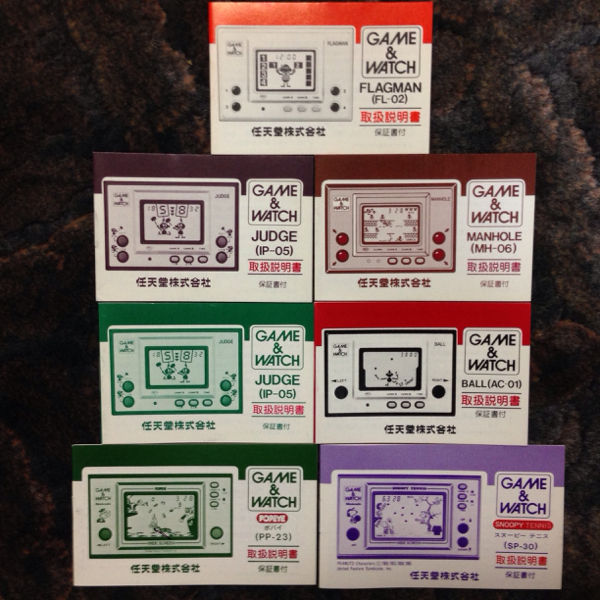 FLAGMAN
12:00
GAME
&
WATCH
FLAGMAN
(FL-02)
取扱説明書
保証書付
任天堂株式会社
GAME
&
WATCH
JUDGE
GAME
&
WATCH
JUDGE
(IP-05)
取扱説明書
保証書付
任天堂株式会社
GAME
&
WATCH
MANHOLE
GAME
&
WATCH
MANHOLE
(MH-06)
取扱説明書
保証書付
任天堂株式会社
GAME
&
WATCH
JUDGE
GAME
&
WATCH
JUDGE
(IP-05)
取扱説明書
保証書付
任天堂株式会社
GAME
&
WATCH
BALL
GAME
&
WATCH
BALL(AC-01)
取扱説明書
保証書付
任天堂株式会社
GAME
&
WATCH
POPEYE
ポパイ
(PP-23)
取扱説明書
保証書付
任天堂株式会社
SNOOPY TENNIS
GAME
&
WATCH
SNOOPY TENNIS
スヌーピー テニス
(SP-30)
取扱説明書
保証書付
任天堂株式会社